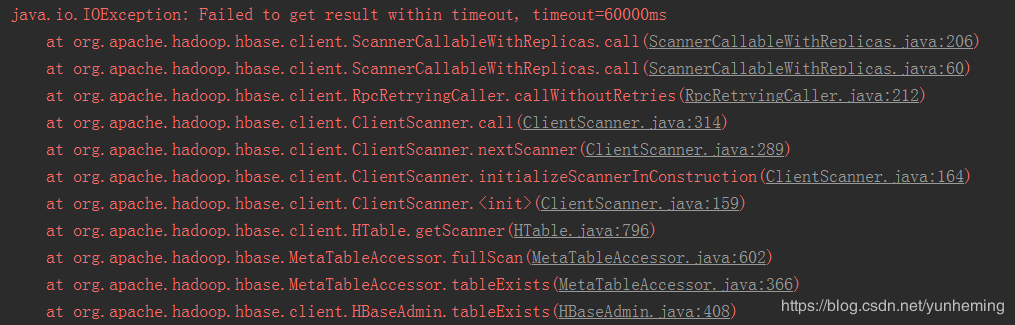 java.io.IOException: Failed to get result within timeout, timeout=60000ms
at org.apache.hadoop.hbase.client.ScannerCallableWithReplicas.call(ScannerCallableWithReplicas.java:206)
at org.apache.hadoop.hbase.client.ScannerCallableWithReplicas.call(ScannerCallableWithReplicas.java:60)
at org.apache.hadoop.hbase.client.RpcRetryingCaller.callWithoutRetries(RpcRetryingCaller.java:212)
at org.apache.hadoop.hbase.client.ClientScanner.call(ClientScanner.java:314)
at org.apache.hadoop.hbase.client.ClientScanner.nextScanner(ClientScanner.java:289)
at org.apache.hadoop.hbase.client.ClientScanner.initializeScannerInConstruction(ClientScanner.java:164)
at org.apache.hadoop.hbase.client.ClientScanner.<init>(ClientScanner.java:159)
at org.apache.hadoop.hbase.client.HTable.getScanner(HTable.java:796)
at org.apache.hadoop.hbase.MetaTableAccessor.fullScan(MetaTableAccessor.java:602)
at org.apache.hadoop.hbase.MetaTableAccessor.tableExists(MetaTableAccessor.java:366)
at org.apache.hadoop.hbase.client.HBaseAdmin.tableExists(HBaseAdmin.java:408)
https://blog.csdn.net/yunheming